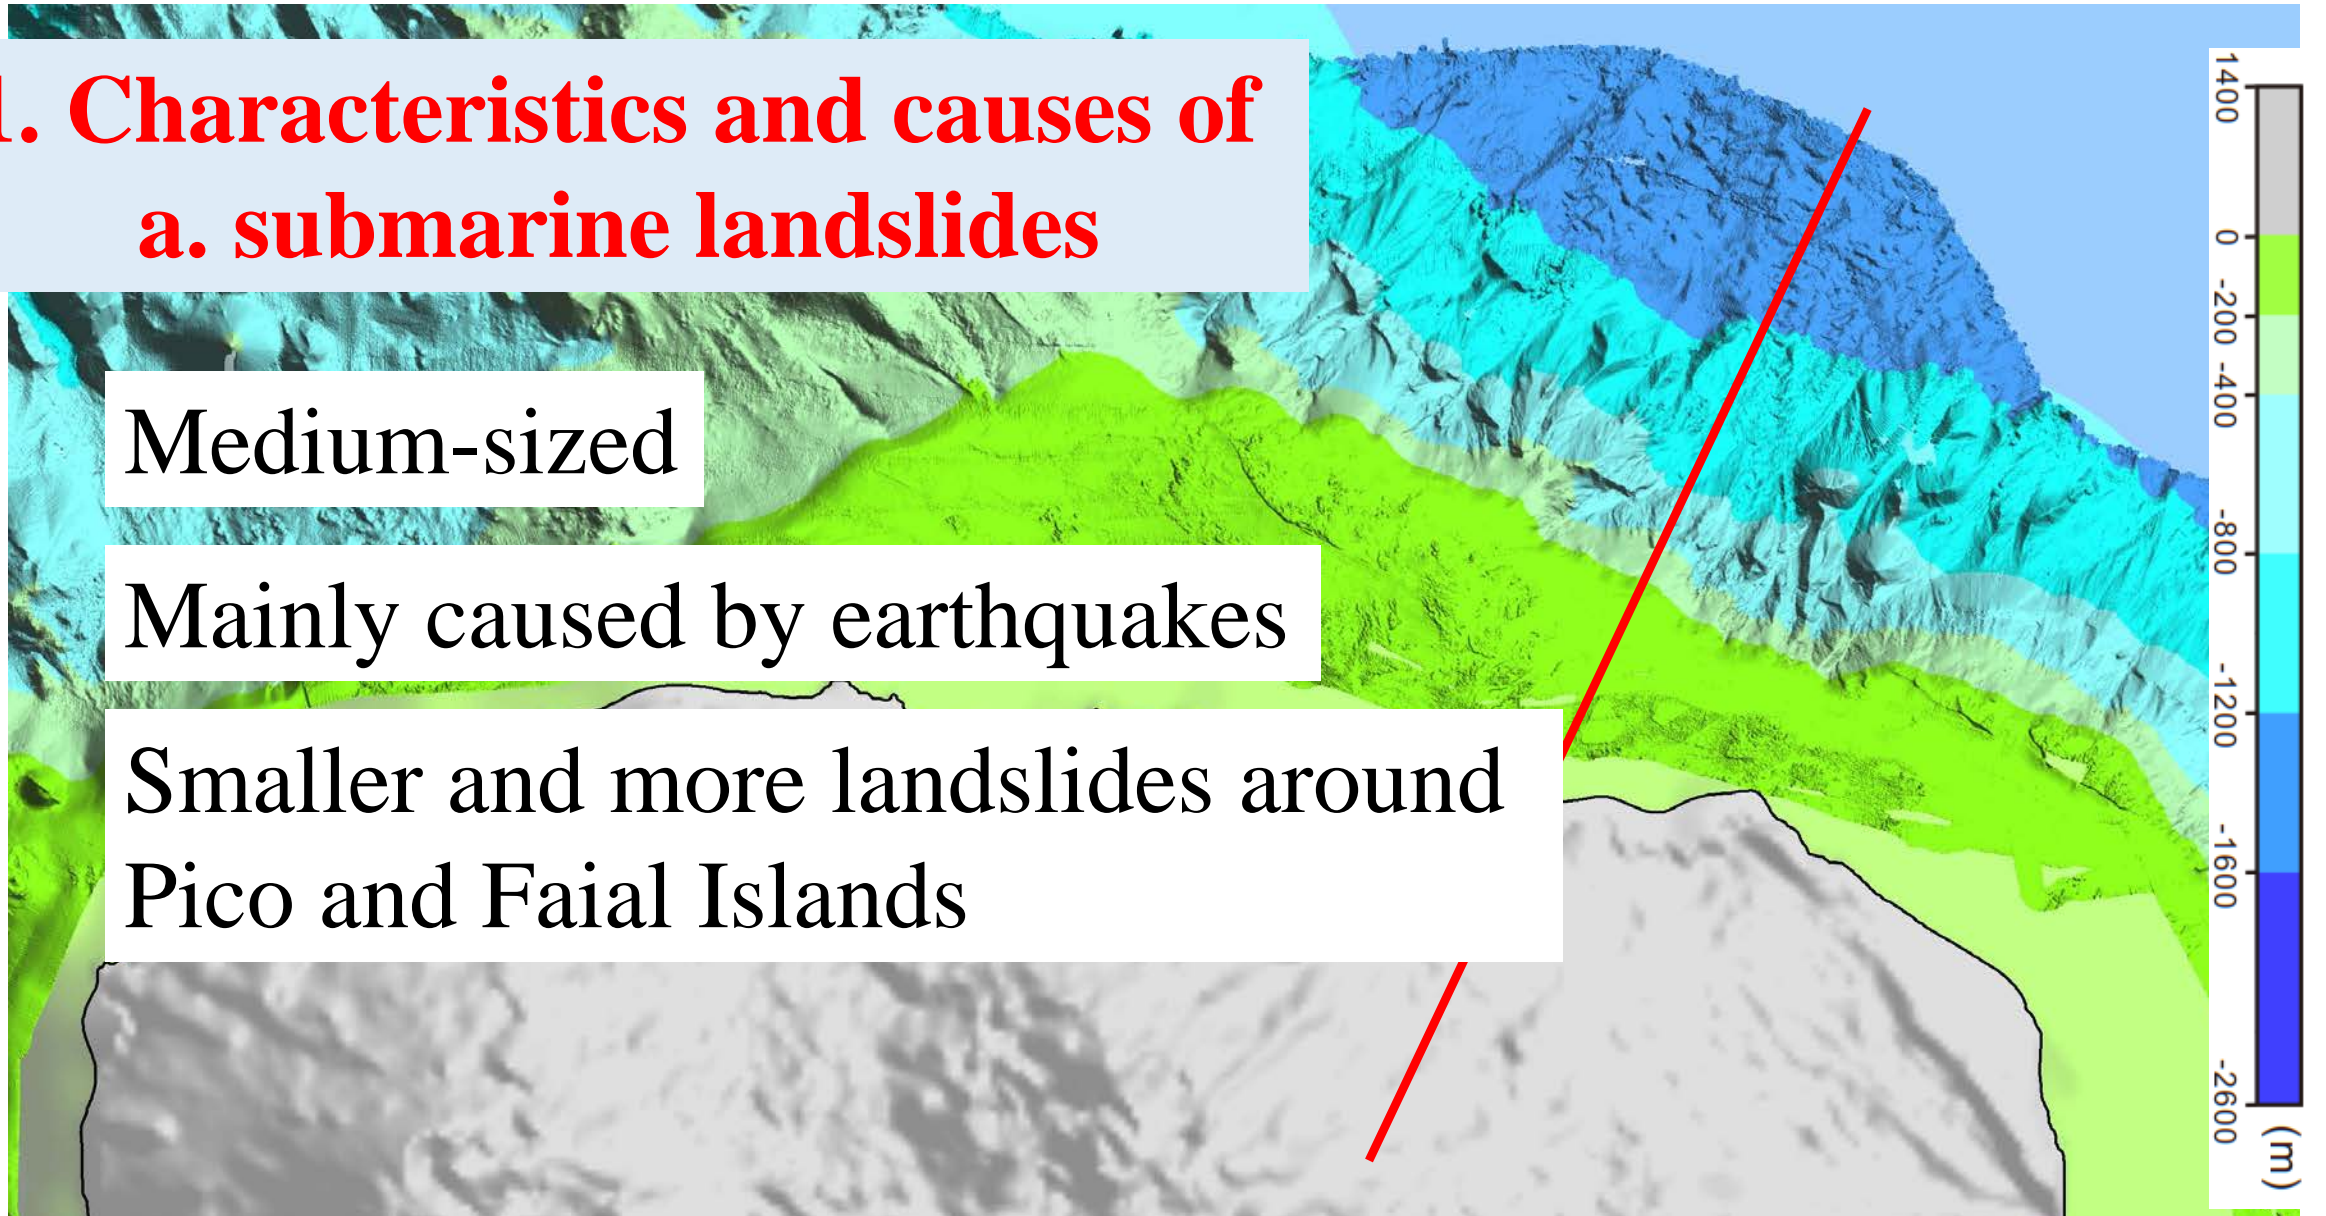 1. Characteristics and causes of
a. submarine landslides
Medium-sized
Mainly caused by earthquakes
Smaller and more landslides around
Pico and Faial Islands
1400
0
-200
-400
-800
-1200
-1600
-2600
(m)